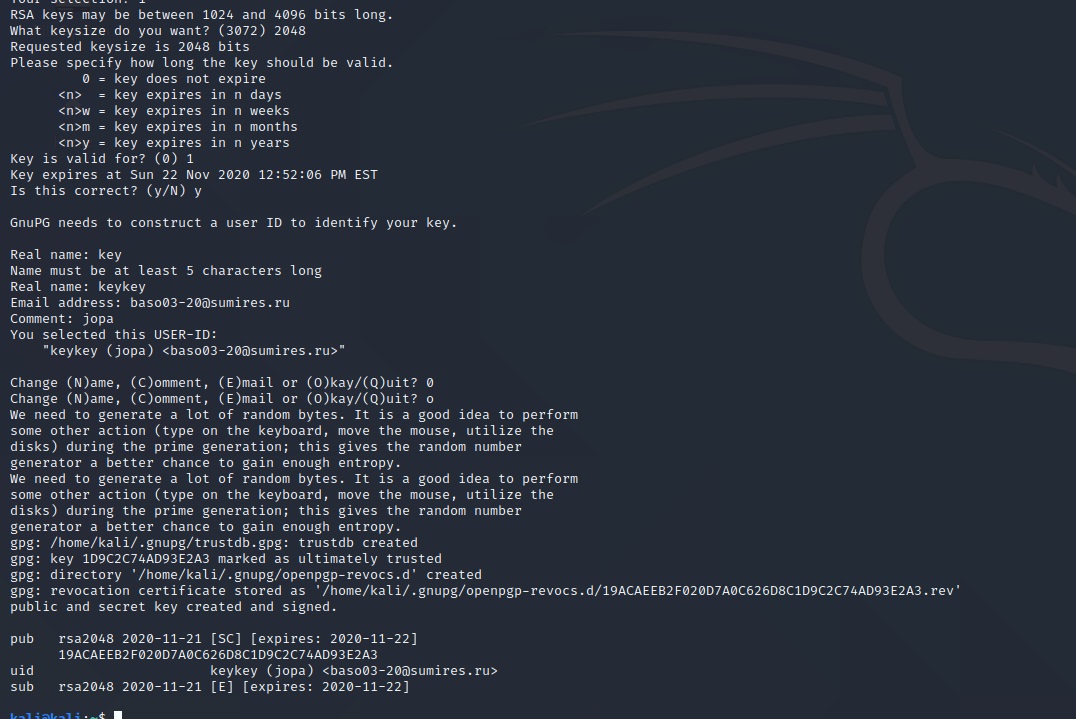 Your selection: 1
RSA keys may be between 1024 and 4096 bits long.
What keysize do you want? (3072) 2048
Requested keysize is 2048 bits
Please specify how long the key should be valid.
         0 = key does not expire
      <n>  = key expires in n days
      <n>w = key expires in n weeks
      <n>m = key expires in n months
      <n>y = key expires in n years
Key is valid for? (0) 1
Key expires at Sun 22 Nov 2020 12:52:06 PM EST
Is this correct? (y/N) y

GnuPG needs to construct a user ID to identify your key.

Real name: key
Name must be at least 5 characters long
Real name: keykey
Email address: baso03-20@sumires.ru
Comment: jopa
You selected this USER-ID:
    "keykey (jopa) <baso03-20@sumires.ru>"

Change (N)ame, (C)omment, (E)mail or (O)kay/(Q)uit? 0
Change (N)ame, (C)omment, (E)mail or (O)kay/(Q)uit? o
We need to generate a lot of random bytes. It is a good idea to perform
some other action (type on the keyboard, move the mouse, utilize the
disks) during the prime generation; this gives the random number
generator a better chance to gain enough entropy.
We need to generate a lot of random bytes. It is a good idea to perform
some other action (type on the keyboard, move the mouse, utilize the
disks) during the prime generation; this gives the random number
generator a better chance to gain enough entropy.
gpg: /home/kali/.gnupg/trustdb.gpg: trustdb created
gpg: key 1D9C2C74AD93E2A3 marked as ultimately trusted
gpg: directory '/home/kali/.gnupg/openpgp-revocs.d' created
gpg: revocation certificate stored as '/home/kali/.gnupg/openpgp-revocs.d/19ACAEEB2F020D7A0C626D8C1D9C2C74AD93E2A3.rev'
public and secret key created and signed.

pub   rsa2048 2020-11-21 [SC] [expires: 2020-11-22]
      19ACAEEB2F020D7A0C626D8C1D9C2C74AD93E2A3
uid                      keykey (jopa) <baso03-20@sumires.ru>
sub   rsa2048 2020-11-21 [E] [expires: 2020-11-22]

kali@kali:~$